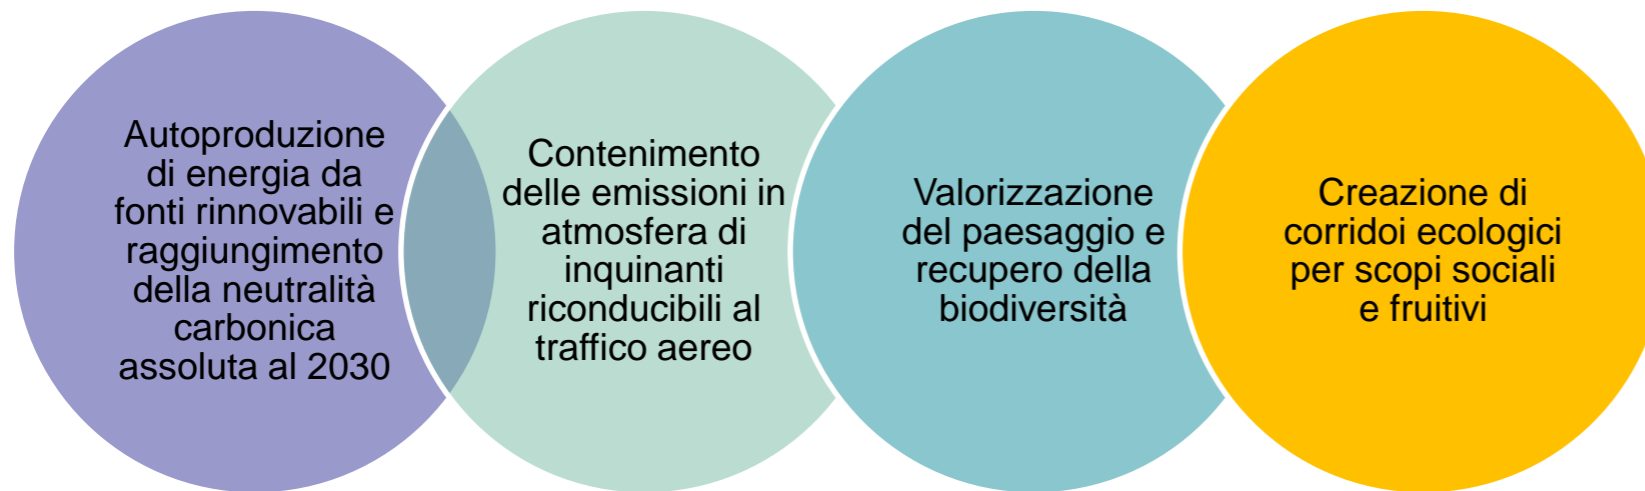 Autoproduzione
di energia da
fonti rinnovabili e
raggiungimento
della neutralità
carbonica
assoluta al 2030
Contenimento
delle emissioni in
atmosfera di
inquinanti
riconducibili al
traffico aereo
Valorizzazione
del paesaggio e
recupero della
biodiversità
Creazione di
corridoi ecologici
per scopi sociali
e fruitivi